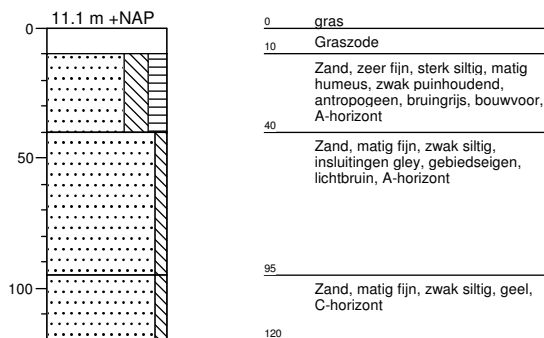 11.1 m +NAP
0
50
100
0 gras
10 Graszode
Zand, zeer fijn, sterk siltig, matig
humeus, zwak puinhoudend,
antropogeen, bruingrijs, bouwvoor,
A-horizont
40
Zand, matig fijn, zwak siltig,
insluitingen gley, gebiedseigen,
lichtbruin, A-horizont
95
Zand, matig fijn, zwak siltig, geel,
C-horizont
120